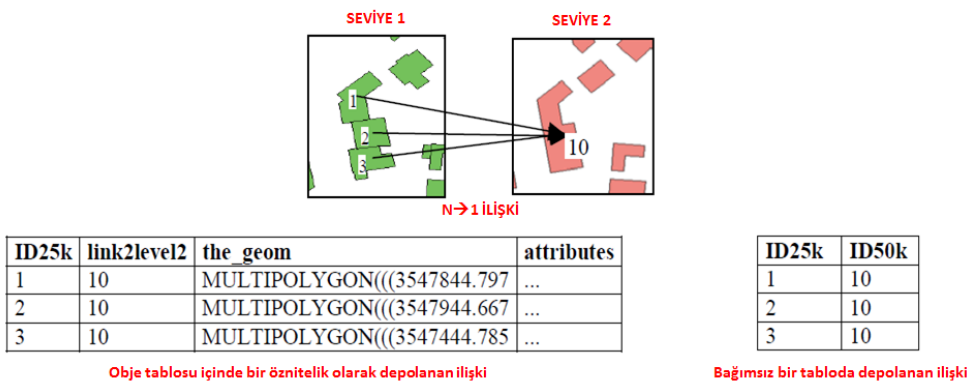 SEVİYE 1
SEVİYE 2
1
2
3
10
N→1 İLİŞKİ
ID25k link2level2 the_geom attributes
1 10 MULTIPOLYGON(((3547844.797 ...
2 10 MULTIPOLYGON(((3547944.667 ...
3 10 MULTIPOLYGON(((3547444.785 ...
Obje tablosu içinde bir öznitelik olarak depolanan ilişki
ID25k ID50k
1 10
2 10
3 10
Bağımsız bir tabloda depolanan ilişki